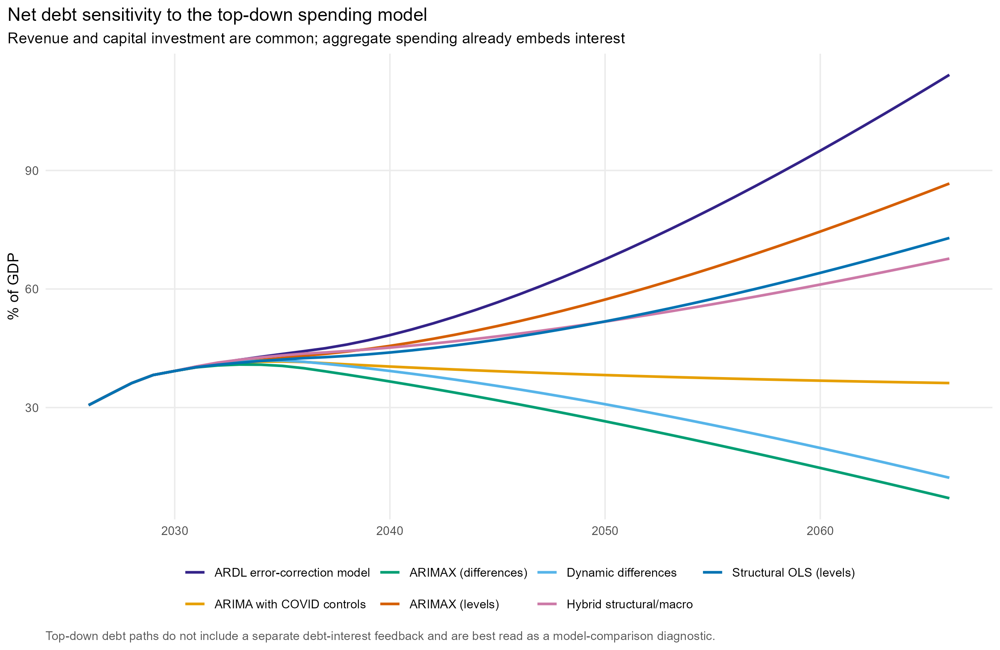 Net debt sensitivity to the top-down spending model
Revenue and capital investment are common; aggregate spending already embeds interest
% of GDP
90
60
30
2030
2040
2050
2060
ARDL error-correction model
ARIMAX (differences)
Dynamic differences
Structural OLS (levels)
ARIMA with COVID controls
ARIMAX (levels)
Hybrid structural/macro
Top-down debt paths do not include a separate debt-interest feedback and are best read as a model-comparison diagnostic.